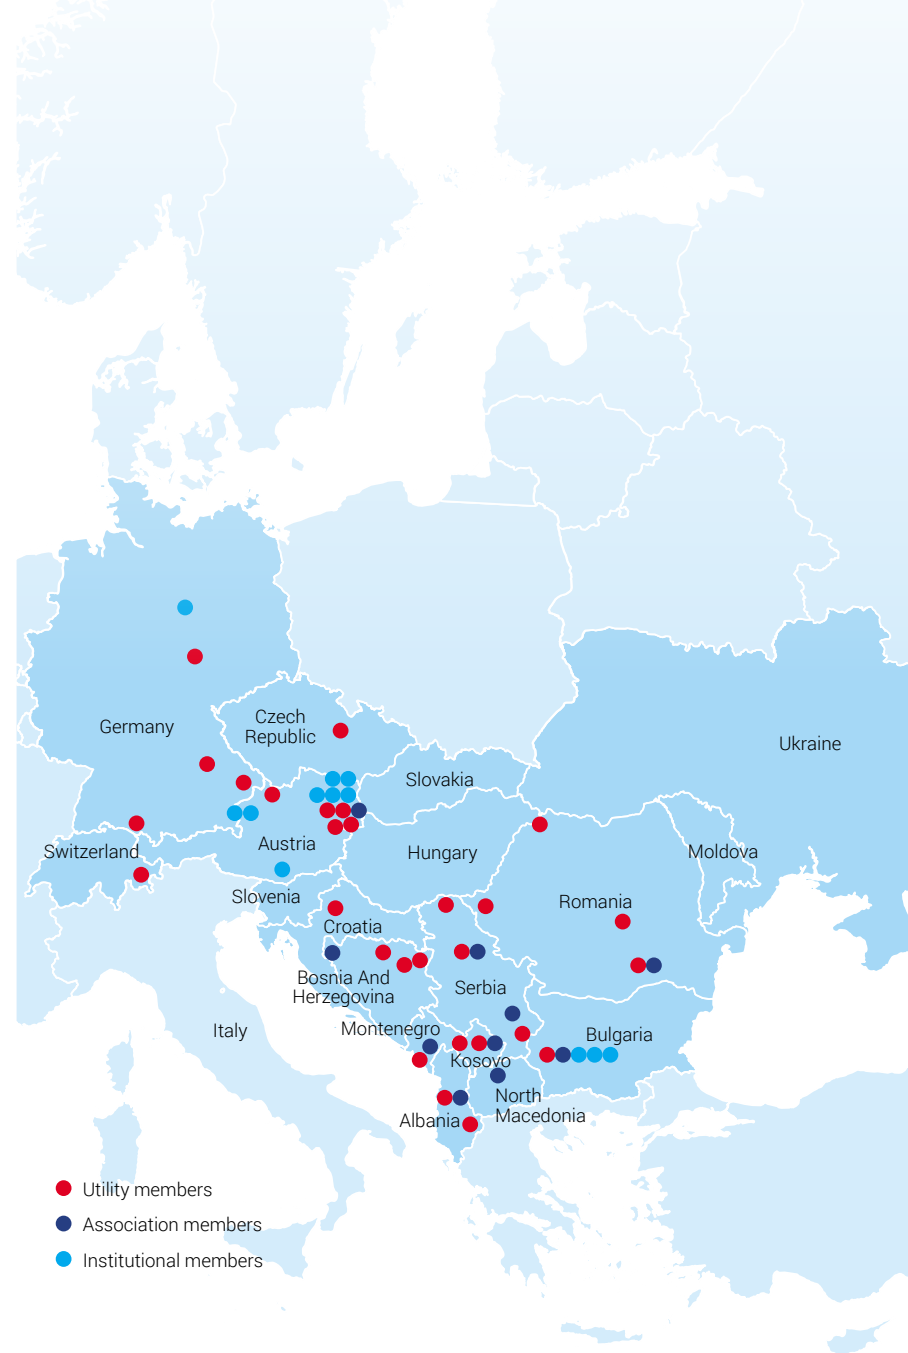 Germany
Czech
Republic
Ukraine
Slovakia
Switzerland
Austria
Hungary
Moldova
Slovenia
Romania
Croatia
Bosnia And
Herzegovina
Serbia
Italy
Montenegro
Bulgaria
Kosovo
North
Macedonia
Albania
Utility members
Association members
Institutional members